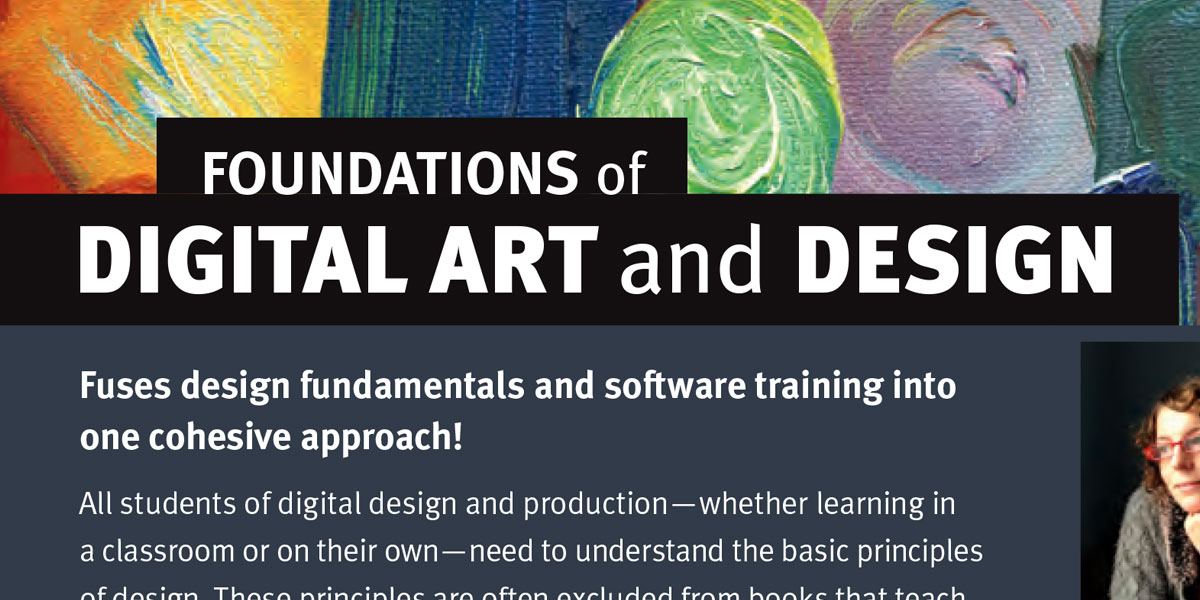 FOUNDATIONS of
DIGITAL ART and DESIGN
Fuses design fundamentals and software training into
one cohesive approach!
All students of digital design and production—whether learning in
a classroom or on their own—need to understand the basic principles
of design. These principles are often excluded from books that teach